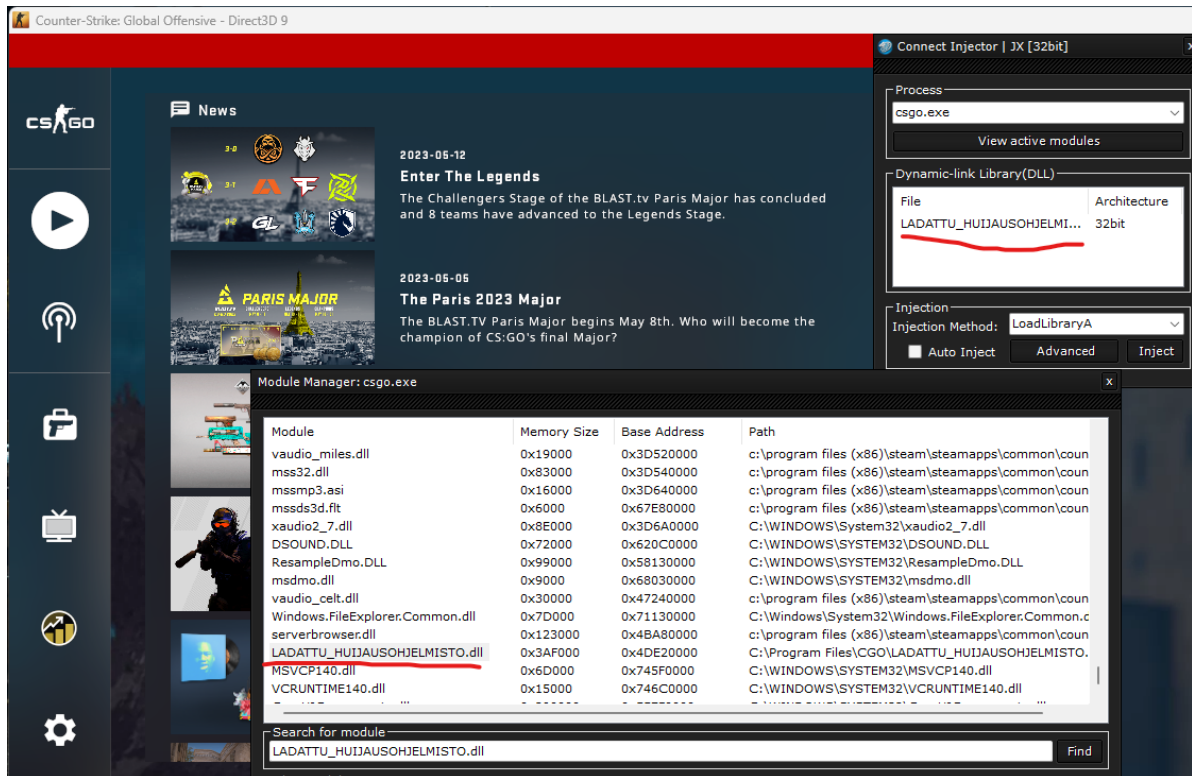 Counter-Strike: Global Offensive - Direct3D 9
CS GO
News
3-0
3-1
GL
2023-05-12
Enter The Legends
The Challengers Stage of the BLAST.tv Paris Major has concluded
and 8 teams have advanced to the Legends Stage.
PARIS MAJOR
2023-05-05
The Paris 2023 Major
The BLAST.TV Paris Major begins May 8th. Who will become the
champion of CS:GO's final Major?
Connect Injector | JX [32bit]
x
Process
csgo.exe
View active modules
Dynamic-link Library(DLL)
File Architecture
LADATTU_HUIJAUSOHJELMI... 32bit
Injection
Injection Method: LoadLibraryA
Auto Inject Advanced Inject
Module Manager: csgo.exe x
Module Memory Size Base Address Path
vaudio_miles.dll 0x19000 0x3D520000 c:\program files (x86)\steam\steamapps\common\coun
mss32.dll 0x83000 0x3D540000 c:\program files (x86)\steam\steamapps\common\coun
mssmp3.asi 0x16000 0x3D640000 c:\program files (x86)\steam\steamapps\common\coun
mssds3d.flt 0x6000 0x67E80000 c:\program files (x86)\steam\steamapps\common\coun
xaudio2_7.dll 0x8E000 0x3D6A0000 C:\WINDOWS\System32\xaudio2_7.dll
DSOUND.DLL 0x72000 0x620C0000 C:\WINDOWS\SYSTEM32\DSOUND.DLL
ResampleDmo.DLL 0x99000 0x58130000 C:\WINDOWS\SYSTEM32\ResampleDmo.DLL
msdmo.dll 0x9000 0x68030000 C:\WINDOWS\SYSTEM32\msdmo.dll
vaudio_celt.dll 0x30000 0x47240000 c:\program files (x86)\steam\steamapps\common\coun
Windows.FileExplorer.Common.dll 0x7D000 0x71130000 C:\Windows\System32\Windows.FileExplorer.Common.c
serverbrowser.dll 0x123000 0x4BA80000 c:\program files (x86)\steam\steamapps\common\coun
LADATTU_HUIJAUSOHJELMISTO.dll 0x3AF000 0x4DE20000 C:\Program Files\CGO\LADATTU_HUIJAUSOHJELMISTO.
MSVCP140.dll 0x6D000 0x745F0000 C:\WINDOWS\SYSTEM32\MSVCP140.dll
VCRUNTIME140.dll 0x15000 0x746C0000 C:\WINDOWS\SYSTEM32\VCRUNTIME140.dll
Search for module
LADATTU_HUIJAUSOHJELMISTO.dll Find